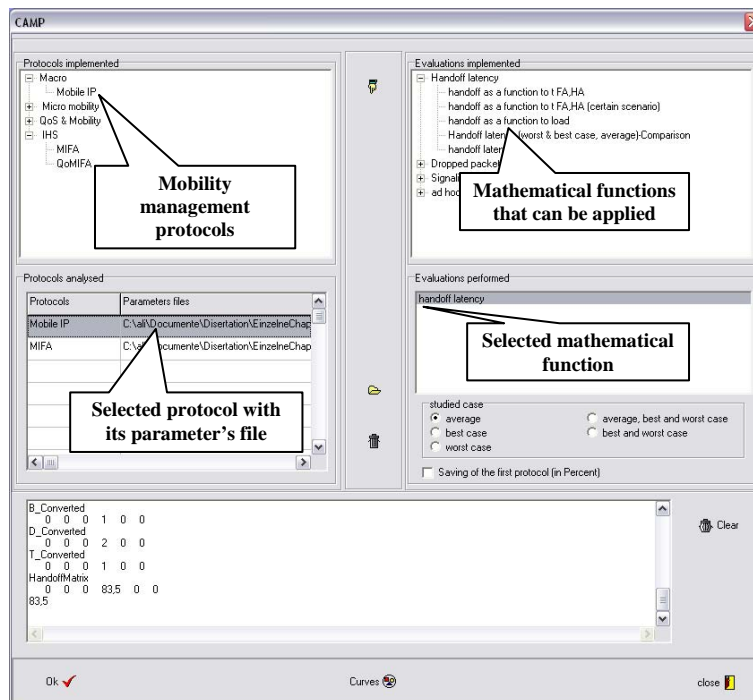 CAMP
Protocols implemented
Macro
Mobile IP
Micro mobility
QoS & Mobility
IHS
MIFA
QoMIFA
Mobility
management
protocols
Evaluations implemented
Handoff latency
handoff as a function to t FA,HA
handoff as a function to t FA,HA (certain scenario)
handoff as a function to load
Handoff laten (worst & best case, average)-Comparison
handoff laten
Dropped packet
Signali
ad hoc
Mathematical functions
that can be applied
Protocols analysed
Protocols Parameters files
Mobile IP C:\ali\Documente\Disertation\EinzelneChap
MIFA C:\ali\Documente\Disertation\EinzelneChap
Selected protocol with
its parameter's file
Evaluations performed
handoff latency
Selected mathematical
function
studied case
average
best case
worst case
average, best and worst case
best and worst case
Saving of the first protocol (in Percent)
B_Converted
0 0 0 1 0 0
D_Converted
0 0 0 2 0 0
T_Converted
0 0 0 1 0 0
HandoffMatrix
0 0 0 83,5 0 0
83,5
Clear
Ok
Curves
close